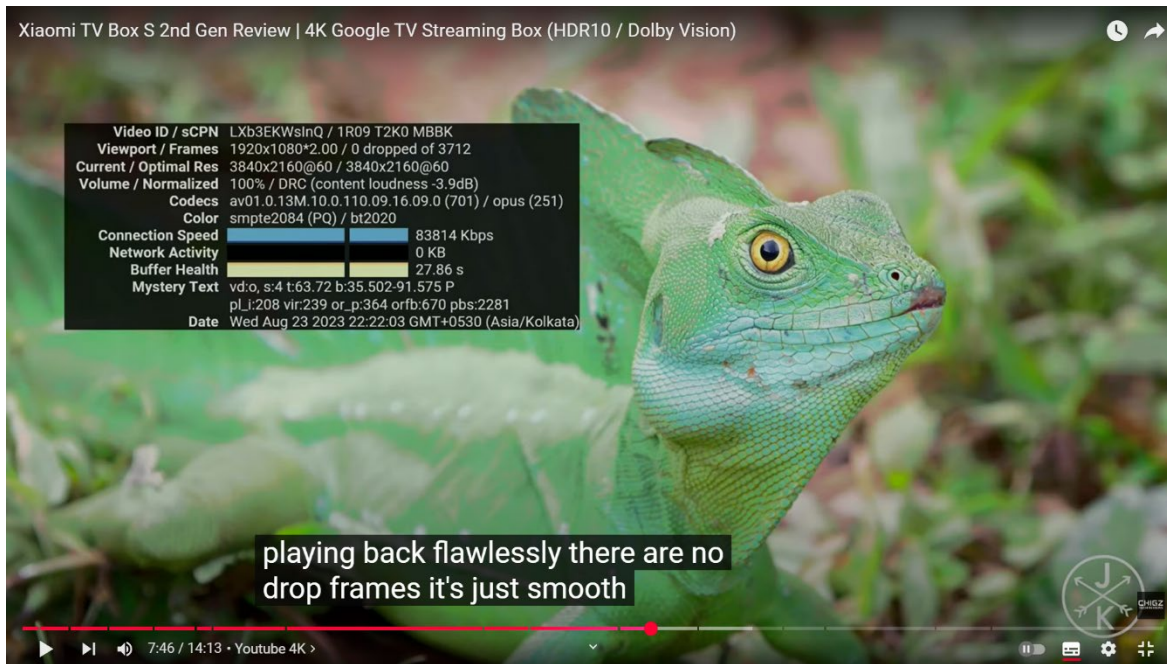 Xiaomi TV Box S 2nd Gen Review | 4K Google TV Streaming Box (HDR10 / Dolby Vision)
Video ID / sCPN LXb3EKWsInQ / 1R09 T2K0 MBBK
Viewport / Frames 1920x1080*2.00 / 0 dropped of 3712
Current / Optimal Res 3840x2160@60 / 3840x2160@60
Volume / Normalized 100% / DRC (content loudness -3.9dB)
Codecs av01.0.13M.10.0.110.09.16.09.0 (701) / opus (251)
Color smpte2084 (PQ) / bt2020
Connection Speed 83814 Kbps
Network Activity 0 KB
Buffer Health 27.86 s
Mystery Text vd:o, s:4 t:63.72 b:35.502-91.575 P
pl_i:208 vir:239 or_p:364 orfb:670 pbs:2281
Date Wed Aug 23 2023 22:22:03 GMT+0530 (Asia/Kolkata)
playing back flawlessly there are no
drop frames it's just smooth
J
K
CHIGZ
7:46 / 14:13 • Youtube 4K >